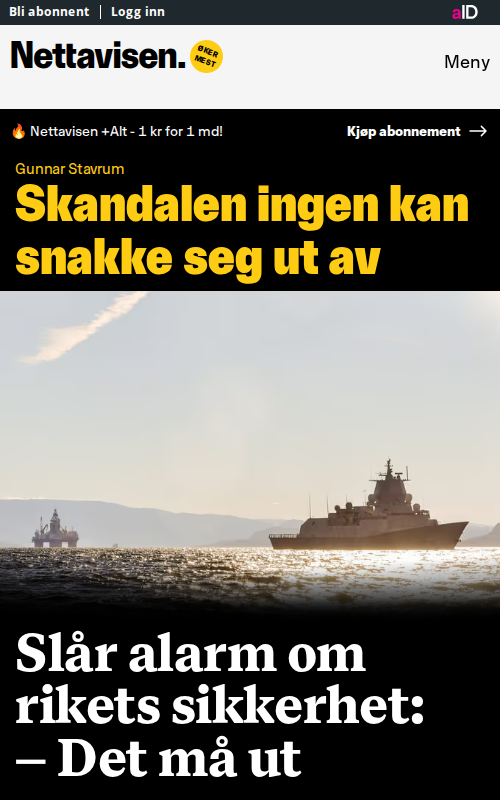 Bli abonnent | Logg inn
aID
Nettavisen.
ØKER
MEST
Meny
🔥 Nettavisen +Alt - 1 kr for 1 md!
Kjøp abonnement →
Gunnar Stavrum
Skandalen ingen kan
snakke seg ut av
Slår alarm om
rikets sikkerhet:
– Det må ut